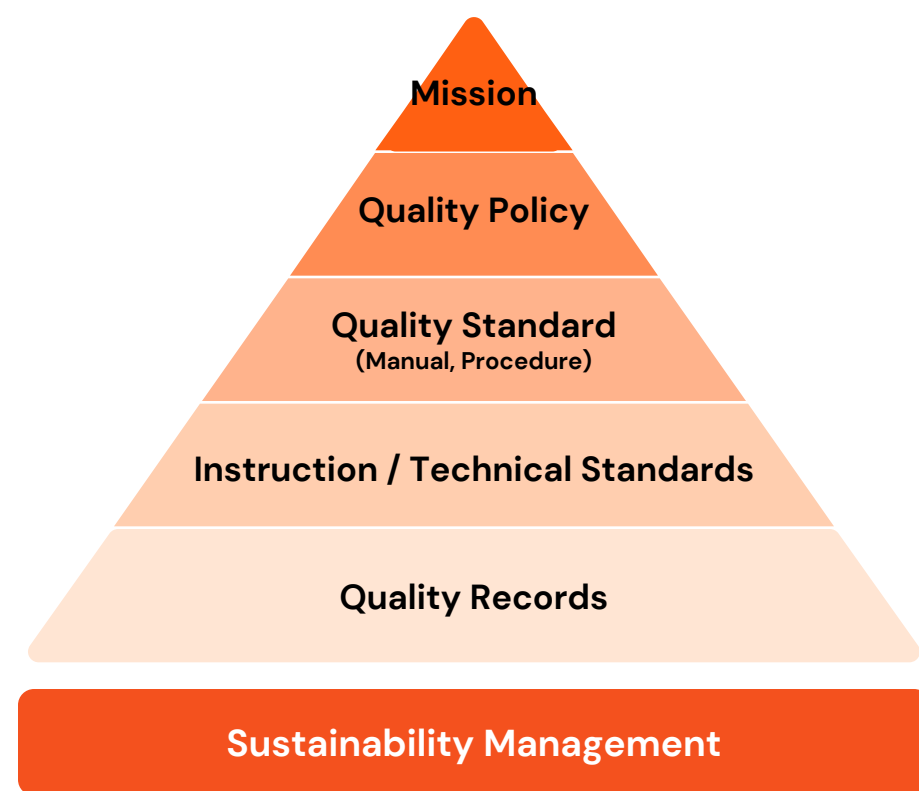 Mission
Quality Policy
Quality Standard
(Manual, Procedure)
Instruction / Technical Standards
Quality Records
Sustainability Management